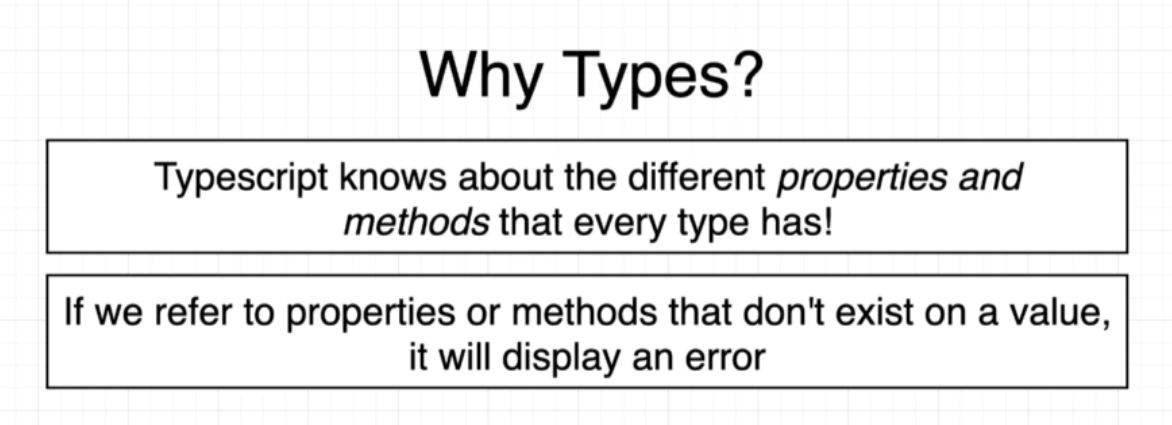 Why Types?
Typescript knows about the different properties and
methods that every type has!
If we refer to properties or methods that don't exist on a value,
it will display an error